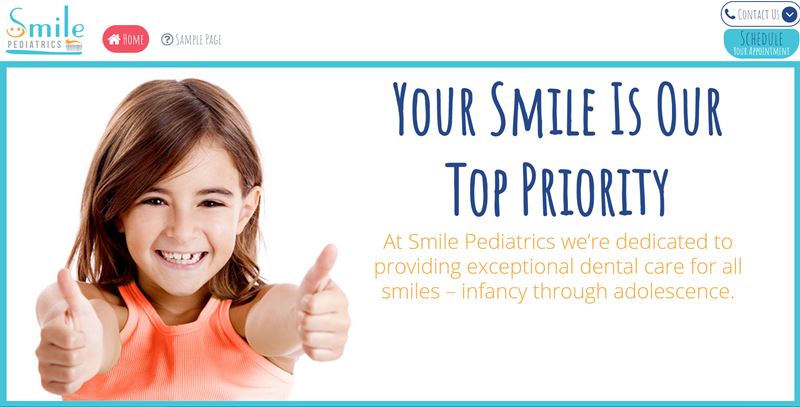 Smile
PEDIATRICS
Home
Sample Page
Contact Us
Schedule
Your Appointment
Your Smile Is Our
Top Priority
At Smile Pediatrics we're dedicated to
providing exceptional dental care for all
smiles – infancy through adolescence.